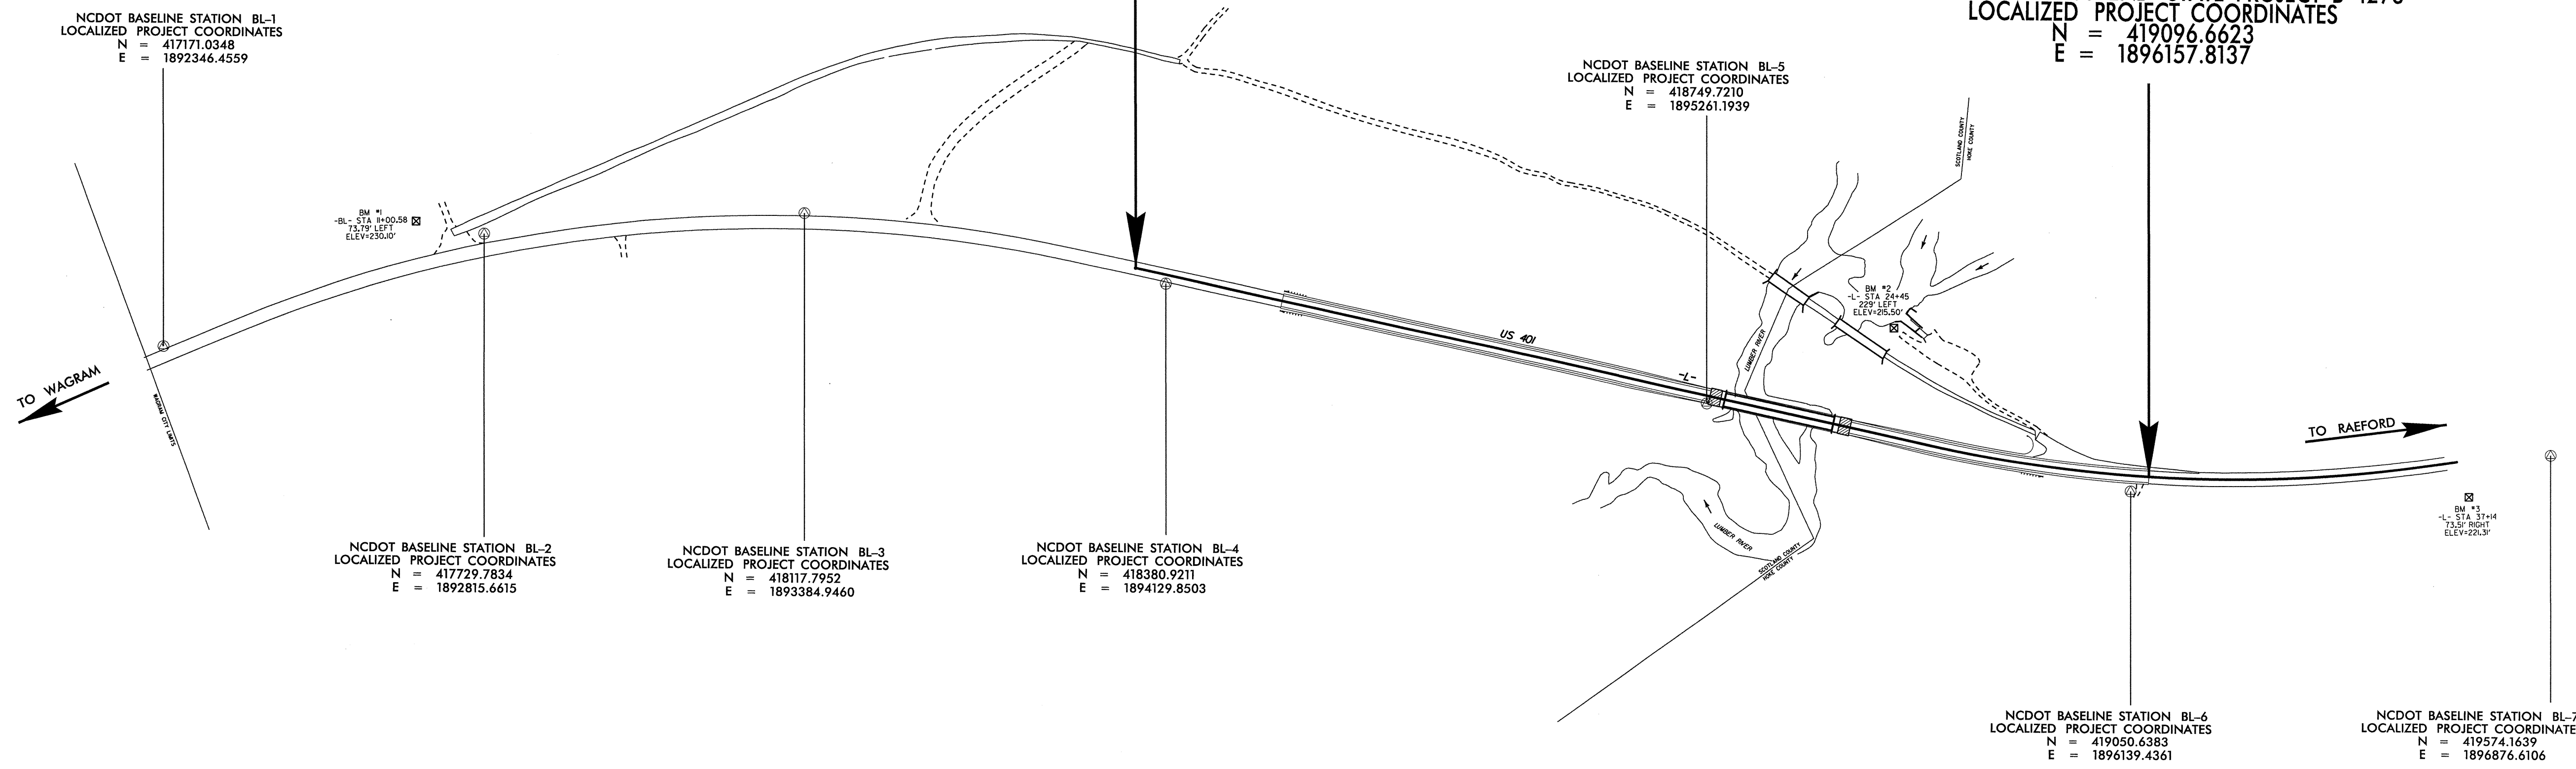 NCDOT BASELINE STATION BL-1
LOCALIZED PROJECT COORDINATES
N = 417171.0348
E = 1892346.4559
LOCALIZED PROJECT COORDINATES
N = 419096.6623
E = 1896157.8137
NCDOT BASELINE STATION BL-5
LOCALIZED PROJECT COORDINATES
N = 418749.7210
E = 1895261.1939
SCOTLAND COUNTY
HOKE COUNTY
BM #1
-BL- STA 11+00.58
73.79' LEFT
ELEV=230.10'
BM #2
-L- STA 24+45
229' LEFT
ELEV=215.50'
US 401
LUMBER RIVER
-L-
TO WAGRAM
WAGRAM CITY LIMITS
TO RAEFORD
BM #3
-L- STA 37+14
73.51' RIGHT
ELEV=221.31'
LUMBER RIVER
SCOTLAND COUNTY
HOKE COUNTY
NCDOT BASELINE STATION BL-2
LOCALIZED PROJECT COORDINATES
N = 417729.7834
E = 1892815.6615
NCDOT BASELINE STATION BL-3
LOCALIZED PROJECT COORDINATES
N = 418117.7952
E = 1893384.9460
NCDOT BASELINE STATION BL-4
LOCALIZED PROJECT COORDINATES
N = 418380.9211
E = 1894129.8503
NCDOT BASELINE STATION BL-6
LOCALIZED PROJECT COORDINATES
N = 419050.6383
E = 1896139.4361
NCDOT BASELINE STATION BL-7
LOCALIZED PROJECT COORDINATE
N = 419574.1639
E = 1896876.6106